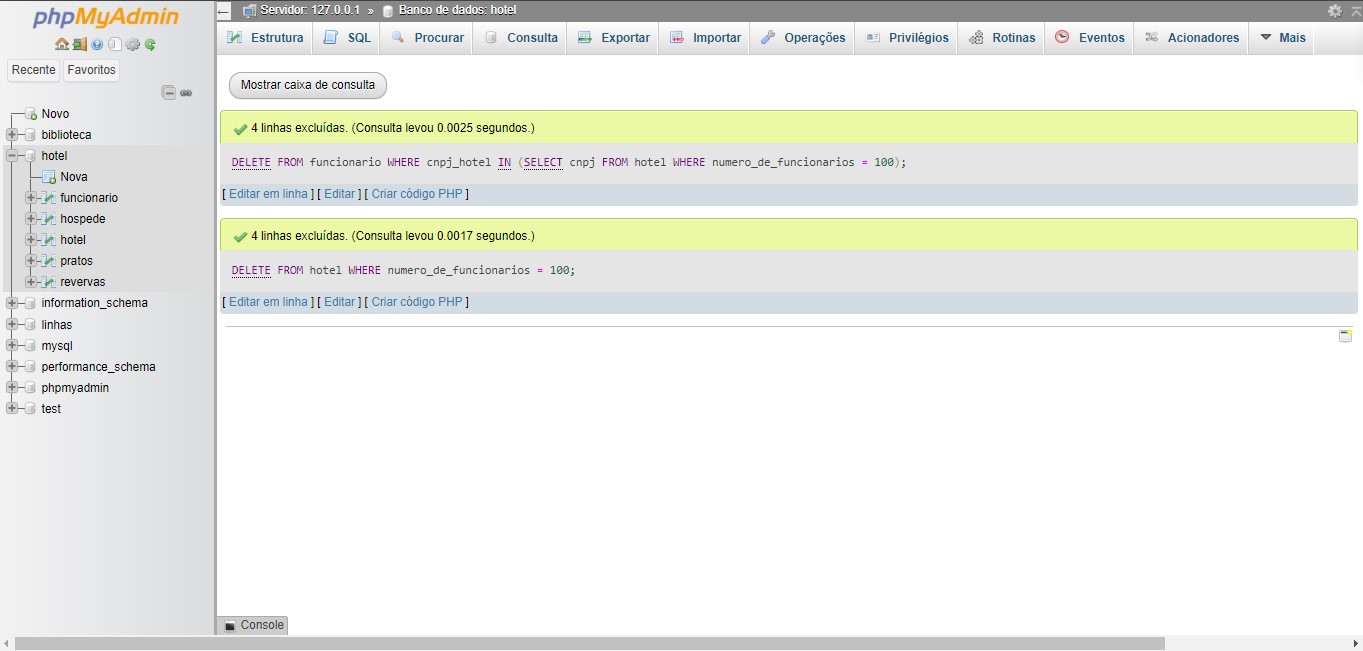 phpMyAdmin
Recente Favoritos
Novo
biblioteca
hotel
Nova
funcionario
hospede
hotel
pratos
revervas
information_schema
linhas
mysql
performance_schema
phpmyadmin
test
← Servidor: 127.0.0.1 » Banco de dados: hotel
Estrutura SQL Procurar Consulta Exportar Importar Operações Privilégios Rotinas Eventos Acionadores Mais
Mostrar caixa de consulta
4 linhas excluídas. (Consulta levou 0.0025 segundos.)
DELETE FROM funcionario WHERE cnpj_hotel IN (SELECT cnpj FROM hotel WHERE numero_de_funcionarios = 100);
[ Editar em linha ] [ Editar ] [ Criar código PHP ]
4 linhas excluídas. (Consulta levou 0.0017 segundos.)
DELETE FROM hotel WHERE numero_de_funcionarios = 100;
[ Editar em linha ] [ Editar ] [ Criar código PHP ]
Console